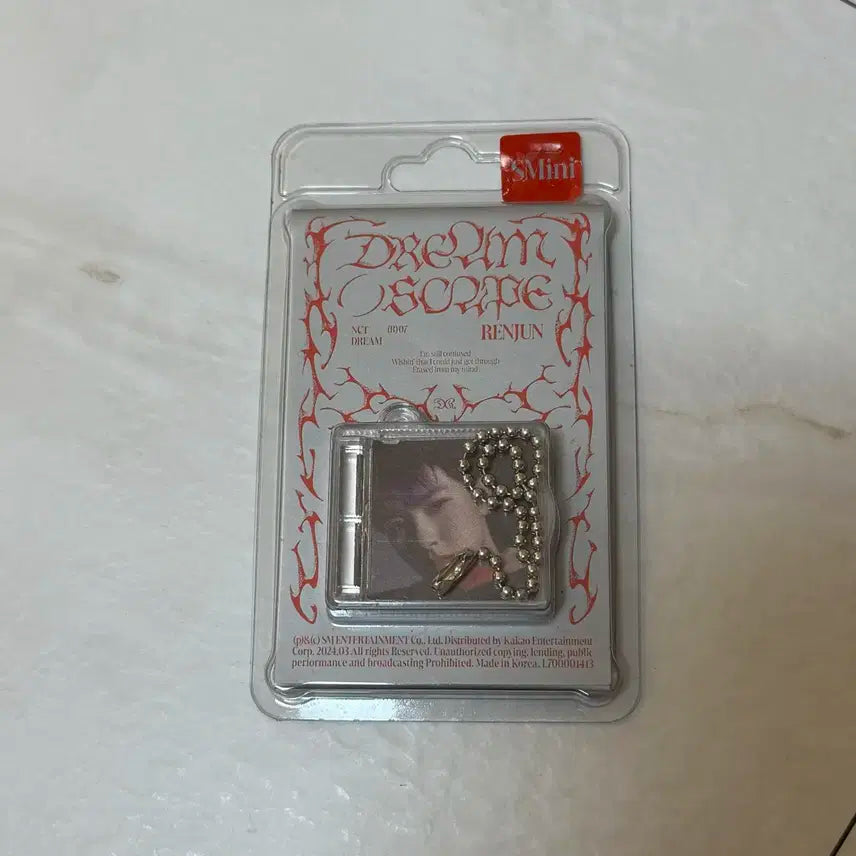 SMini
DREAM
SCAPE
NCT (B) 07 RENJUN
DREAM
I'm still confused
Wishin' that I could just get through
Erased from my mind
(p)&(c) SM ENTERTAINMENT Co., Ltd. Distributed by Kakao Entertainment
Corp. 2024.03 All rights Reserved. Unauthorized copying, lending, public
performance and broadcasting Prohibited. Made in Korea. L700001413